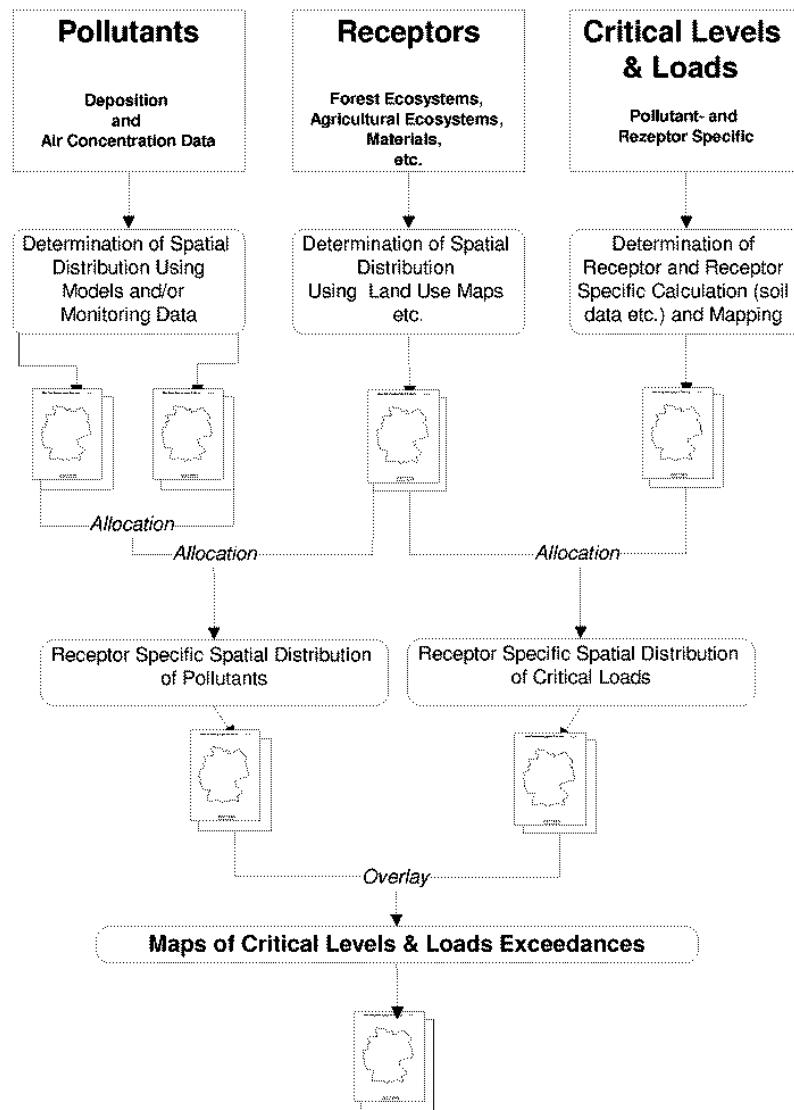 Pollutants
Deposition
and
Air Concentration Data
Receptors
Forest Ecosystems,
Agricultural Ecosystems,
Materials,
etc.
Critical Levels
& Loads
Pollutant- and
Rezeptor Specific
Determination of Spatial
Distribution Using
Models and/or
Monitoring Data
Determination of Spatial
Distribution
Using Land Use Maps
etc.
Determination of
Receptor and Receptor
Specific Calculation (soil
data etc.) and Mapping
Allocation
Allocation
Allocation
Receptor Specific Spatial Distribution
of Pollutants
Receptor Specific Spatial Distribution
of Critical Loads
Overlay
Maps of Critical Levels & Loads Exceedances